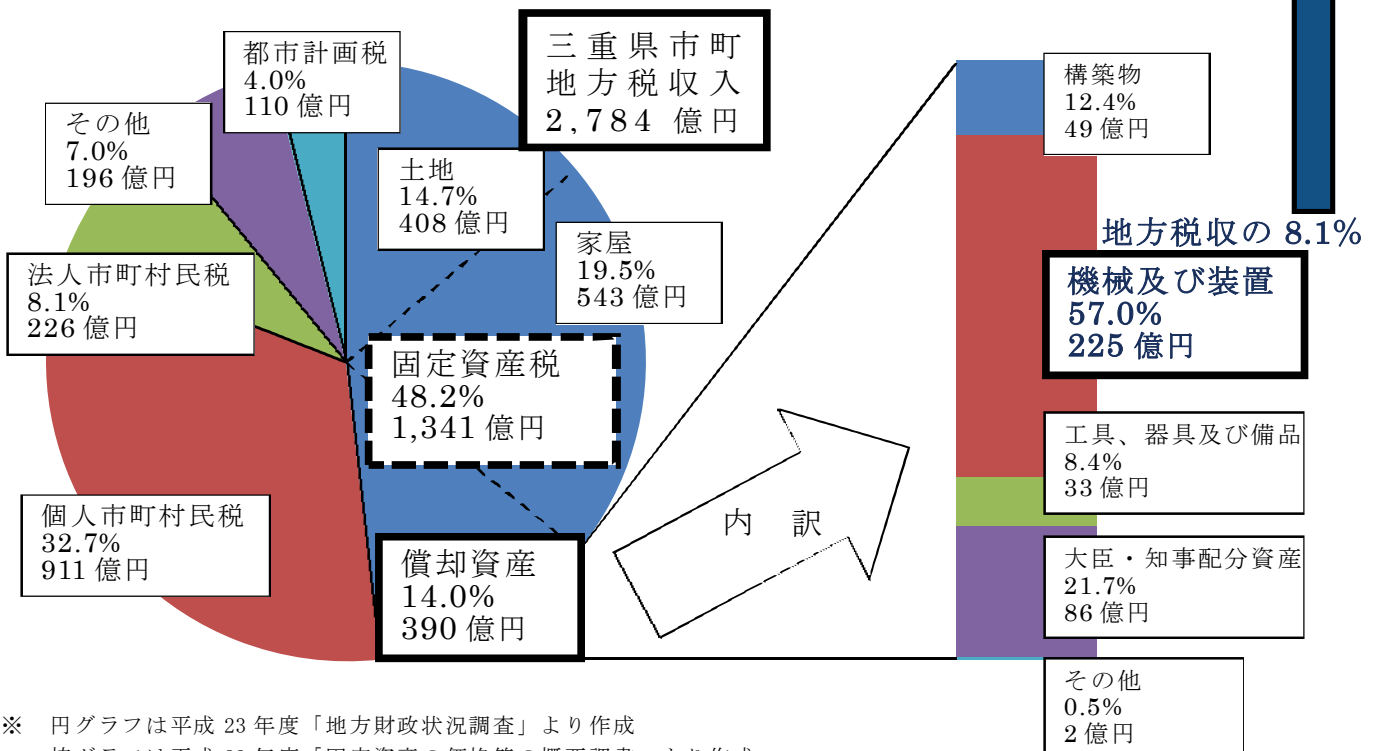 三重県市町
地方税収入
2,784 億円
都市計画税
4.0%
110 億円
その他
7.0%
196 億円
土地
14.7%
408 億円
家屋
19.5%
543 億円
法人市町村民税
8.1%
226 億円
固定資産税
48.2%
1,341 億円
個人市町村民税
32.7%
911 億円
償却資産
14.0%
390 億円
内 訳
構築物
12.4%
49 億円
地方税収の 8.1%
機械及び装置
57.0%
225 億円
工具、器具及び備品
8.4%
33 億円
大臣・知事配分資産
21.7%
86 億円
その他
0.5%
2 億円
※ 円グラフは平成 23 年度「地方財政状況調査」より作成